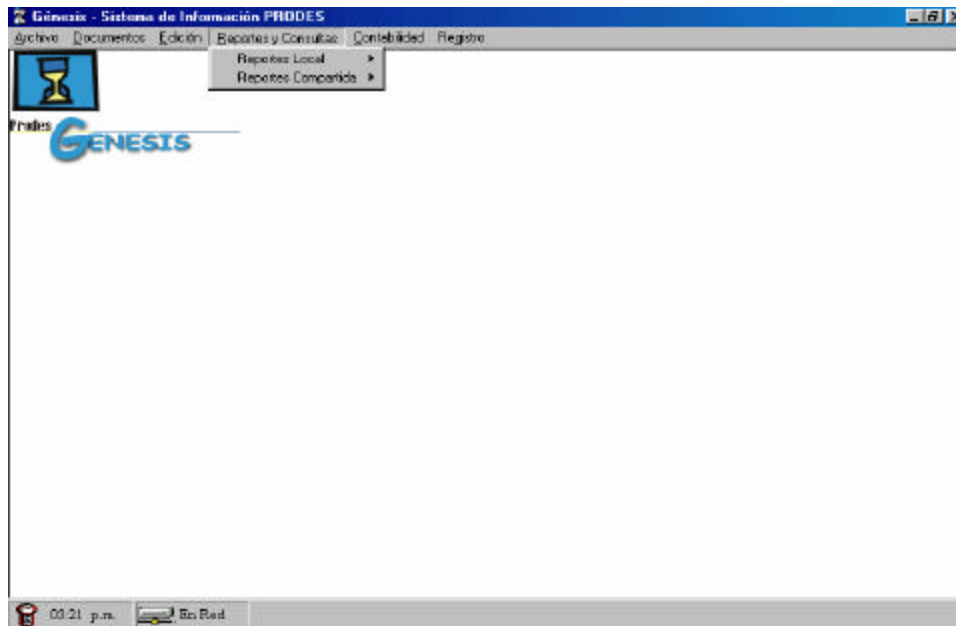 Génesis - Sistema de Información PRODES
Archivo Documentos Edición Reportes y Consultas Contabilidad Registro
Reportes Local
Reportes Compartida
Prodes
GENESIS
03:21 p.m. En Red